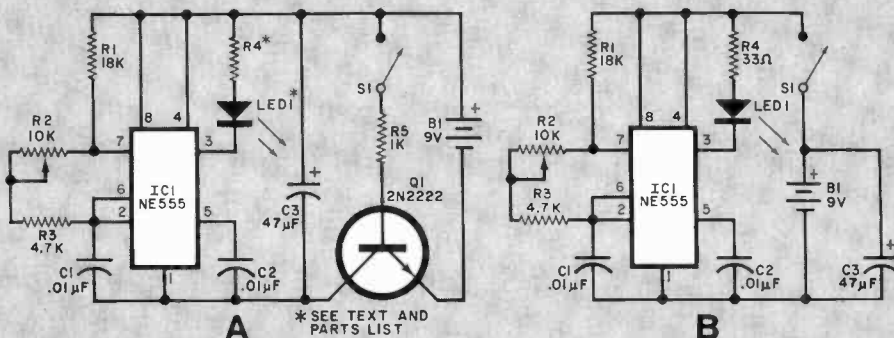 R1
18K
R4*
LED1*
S1
R5
1K
B1
9V
+
R2
10K
8
4
7
3
6
2
5
1
IC1
NE555
R3
4.7K
C1
.01µF
C2
.01µF
+
C3
47µF
Q1
2N2222
*SEE TEXT AND
PARTS LIST
A
R1
18K
R4
33Ω
LED1
S1
R2
10K
8
4
7
3
6
2
5
1
IC1
NE555
R3
4.7K
C1
.01µF
C2
.01µF
+
B1
9V
C3
47µF
+
B